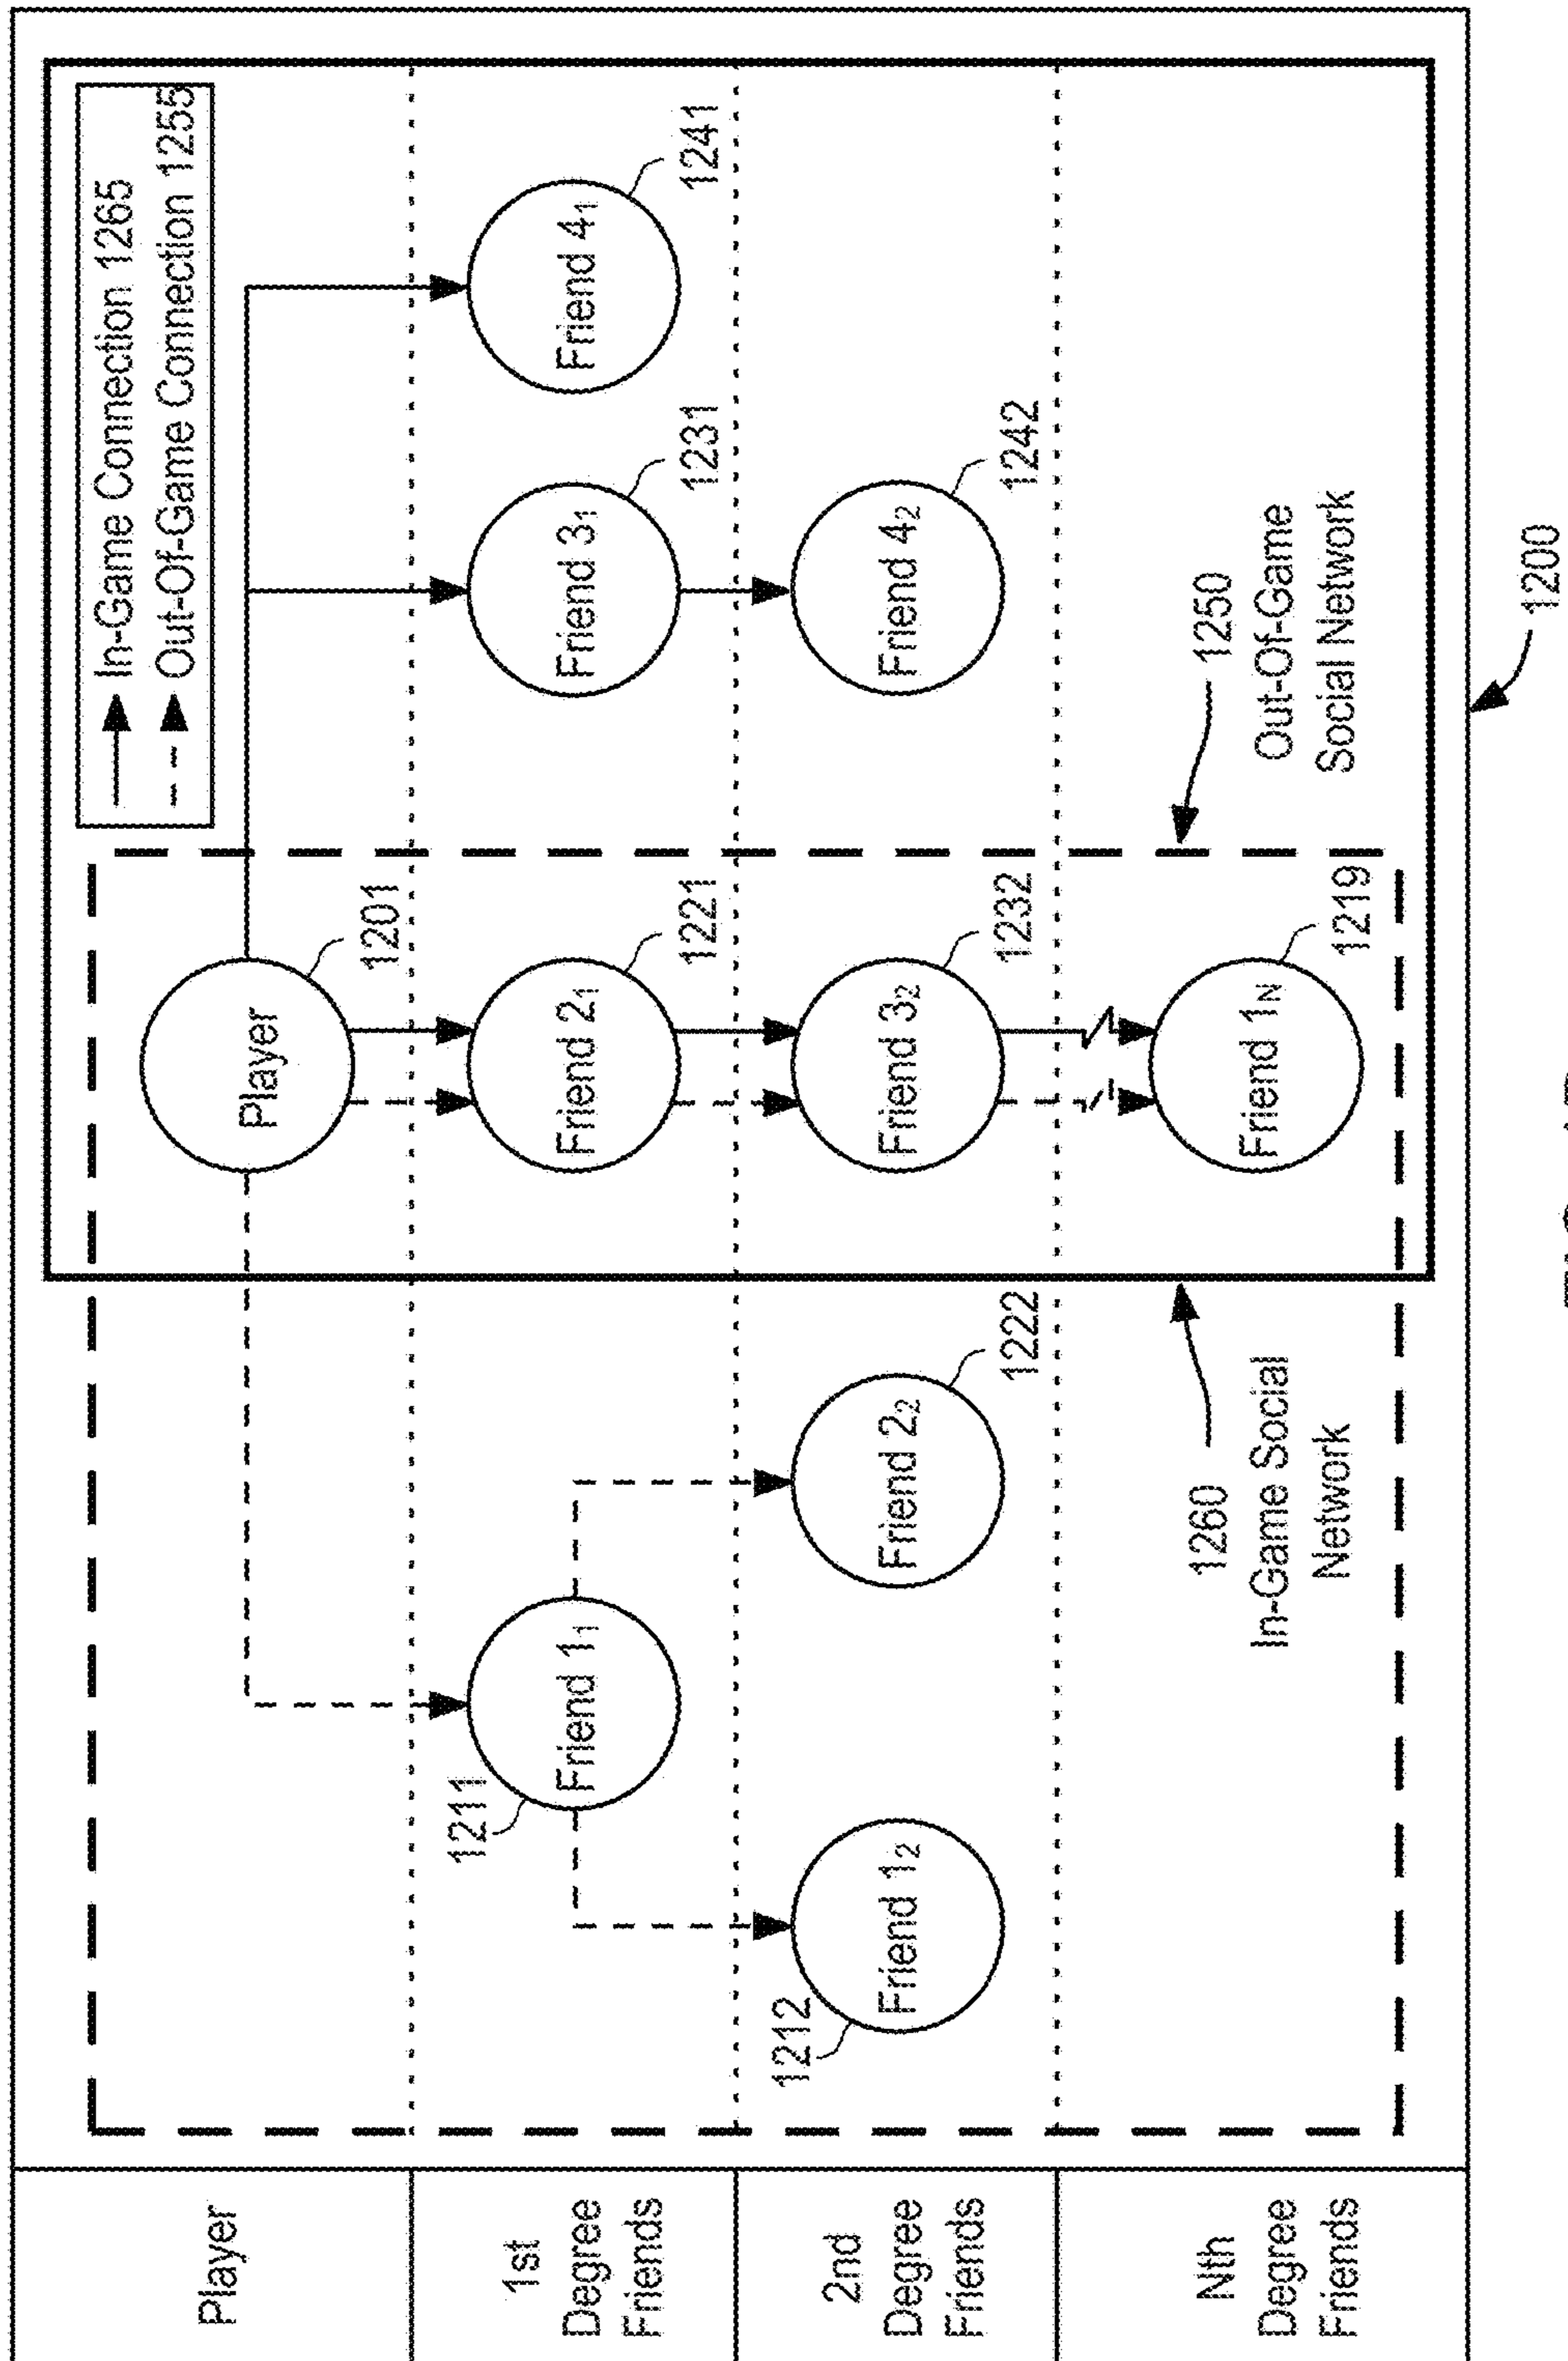 In-Game Connection 1265
Out-Of-Game Connection 1255
Player
Player
1201
1st
Degree
Friends
1211
Friend 1₁
Friend 2₁
1221
Friend 3₁
1231
Friend 4₁
1241
2nd
Degree
Friends
1212
Friend 1₂
Friend 2₂
1222
Friend 3₂
1232
Friend 4₂
1242
Nth
Degree
Friends
1260
In-Game Social
Network
Friend 1ɴ
1219
1250
Out-Of-Game
Social Network
1200